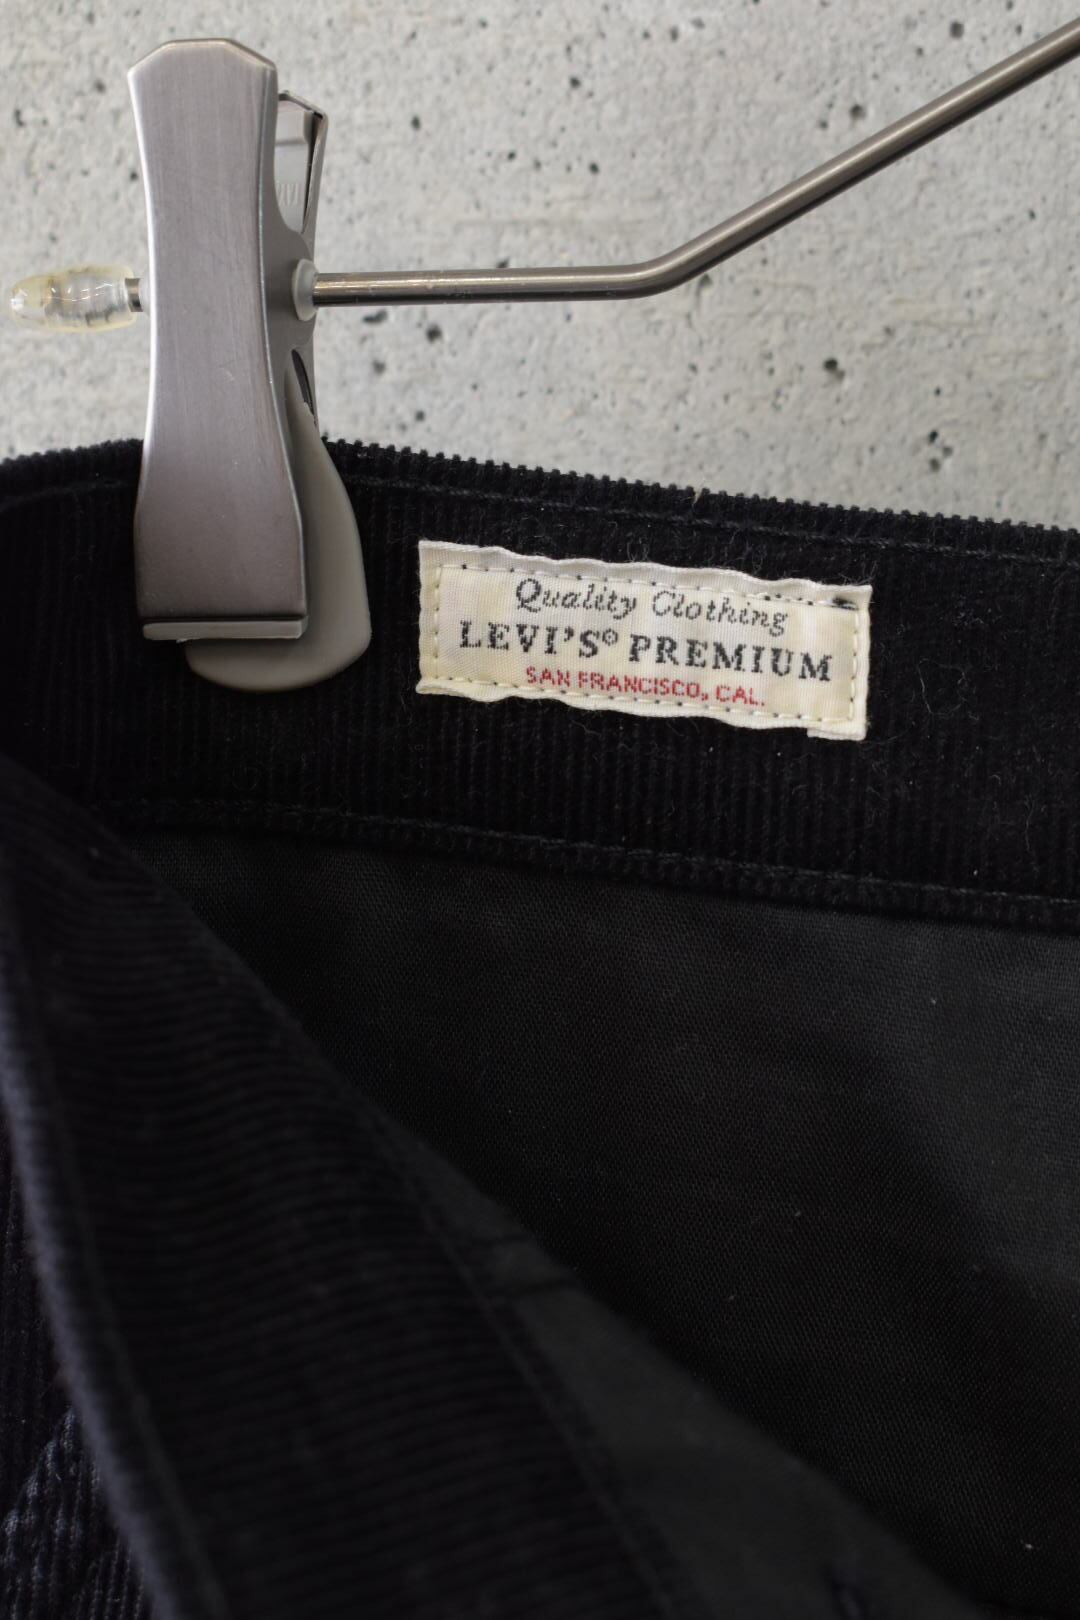 Quality Clothing
LEVI'S® PREMIUM
SAN FRANCISCO, CAL.